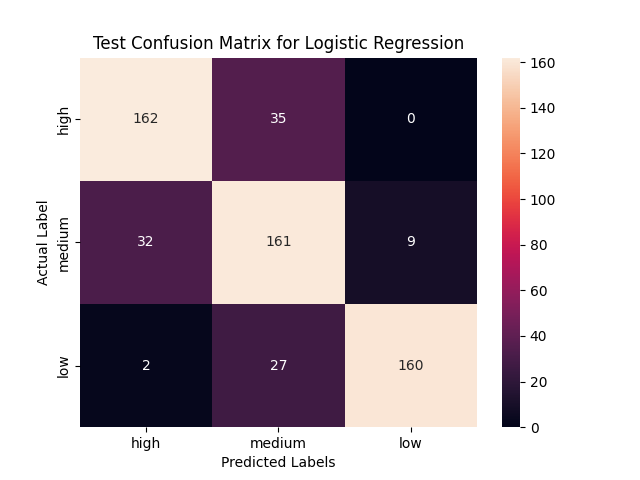 Test Confusion Matrix for Logistic Regression
high 162 35 0
medium 32 161 9
low 2 27 160
high medium low
Actual Label
Predicted Labels
160
140
120
100
80
60
40
20
0